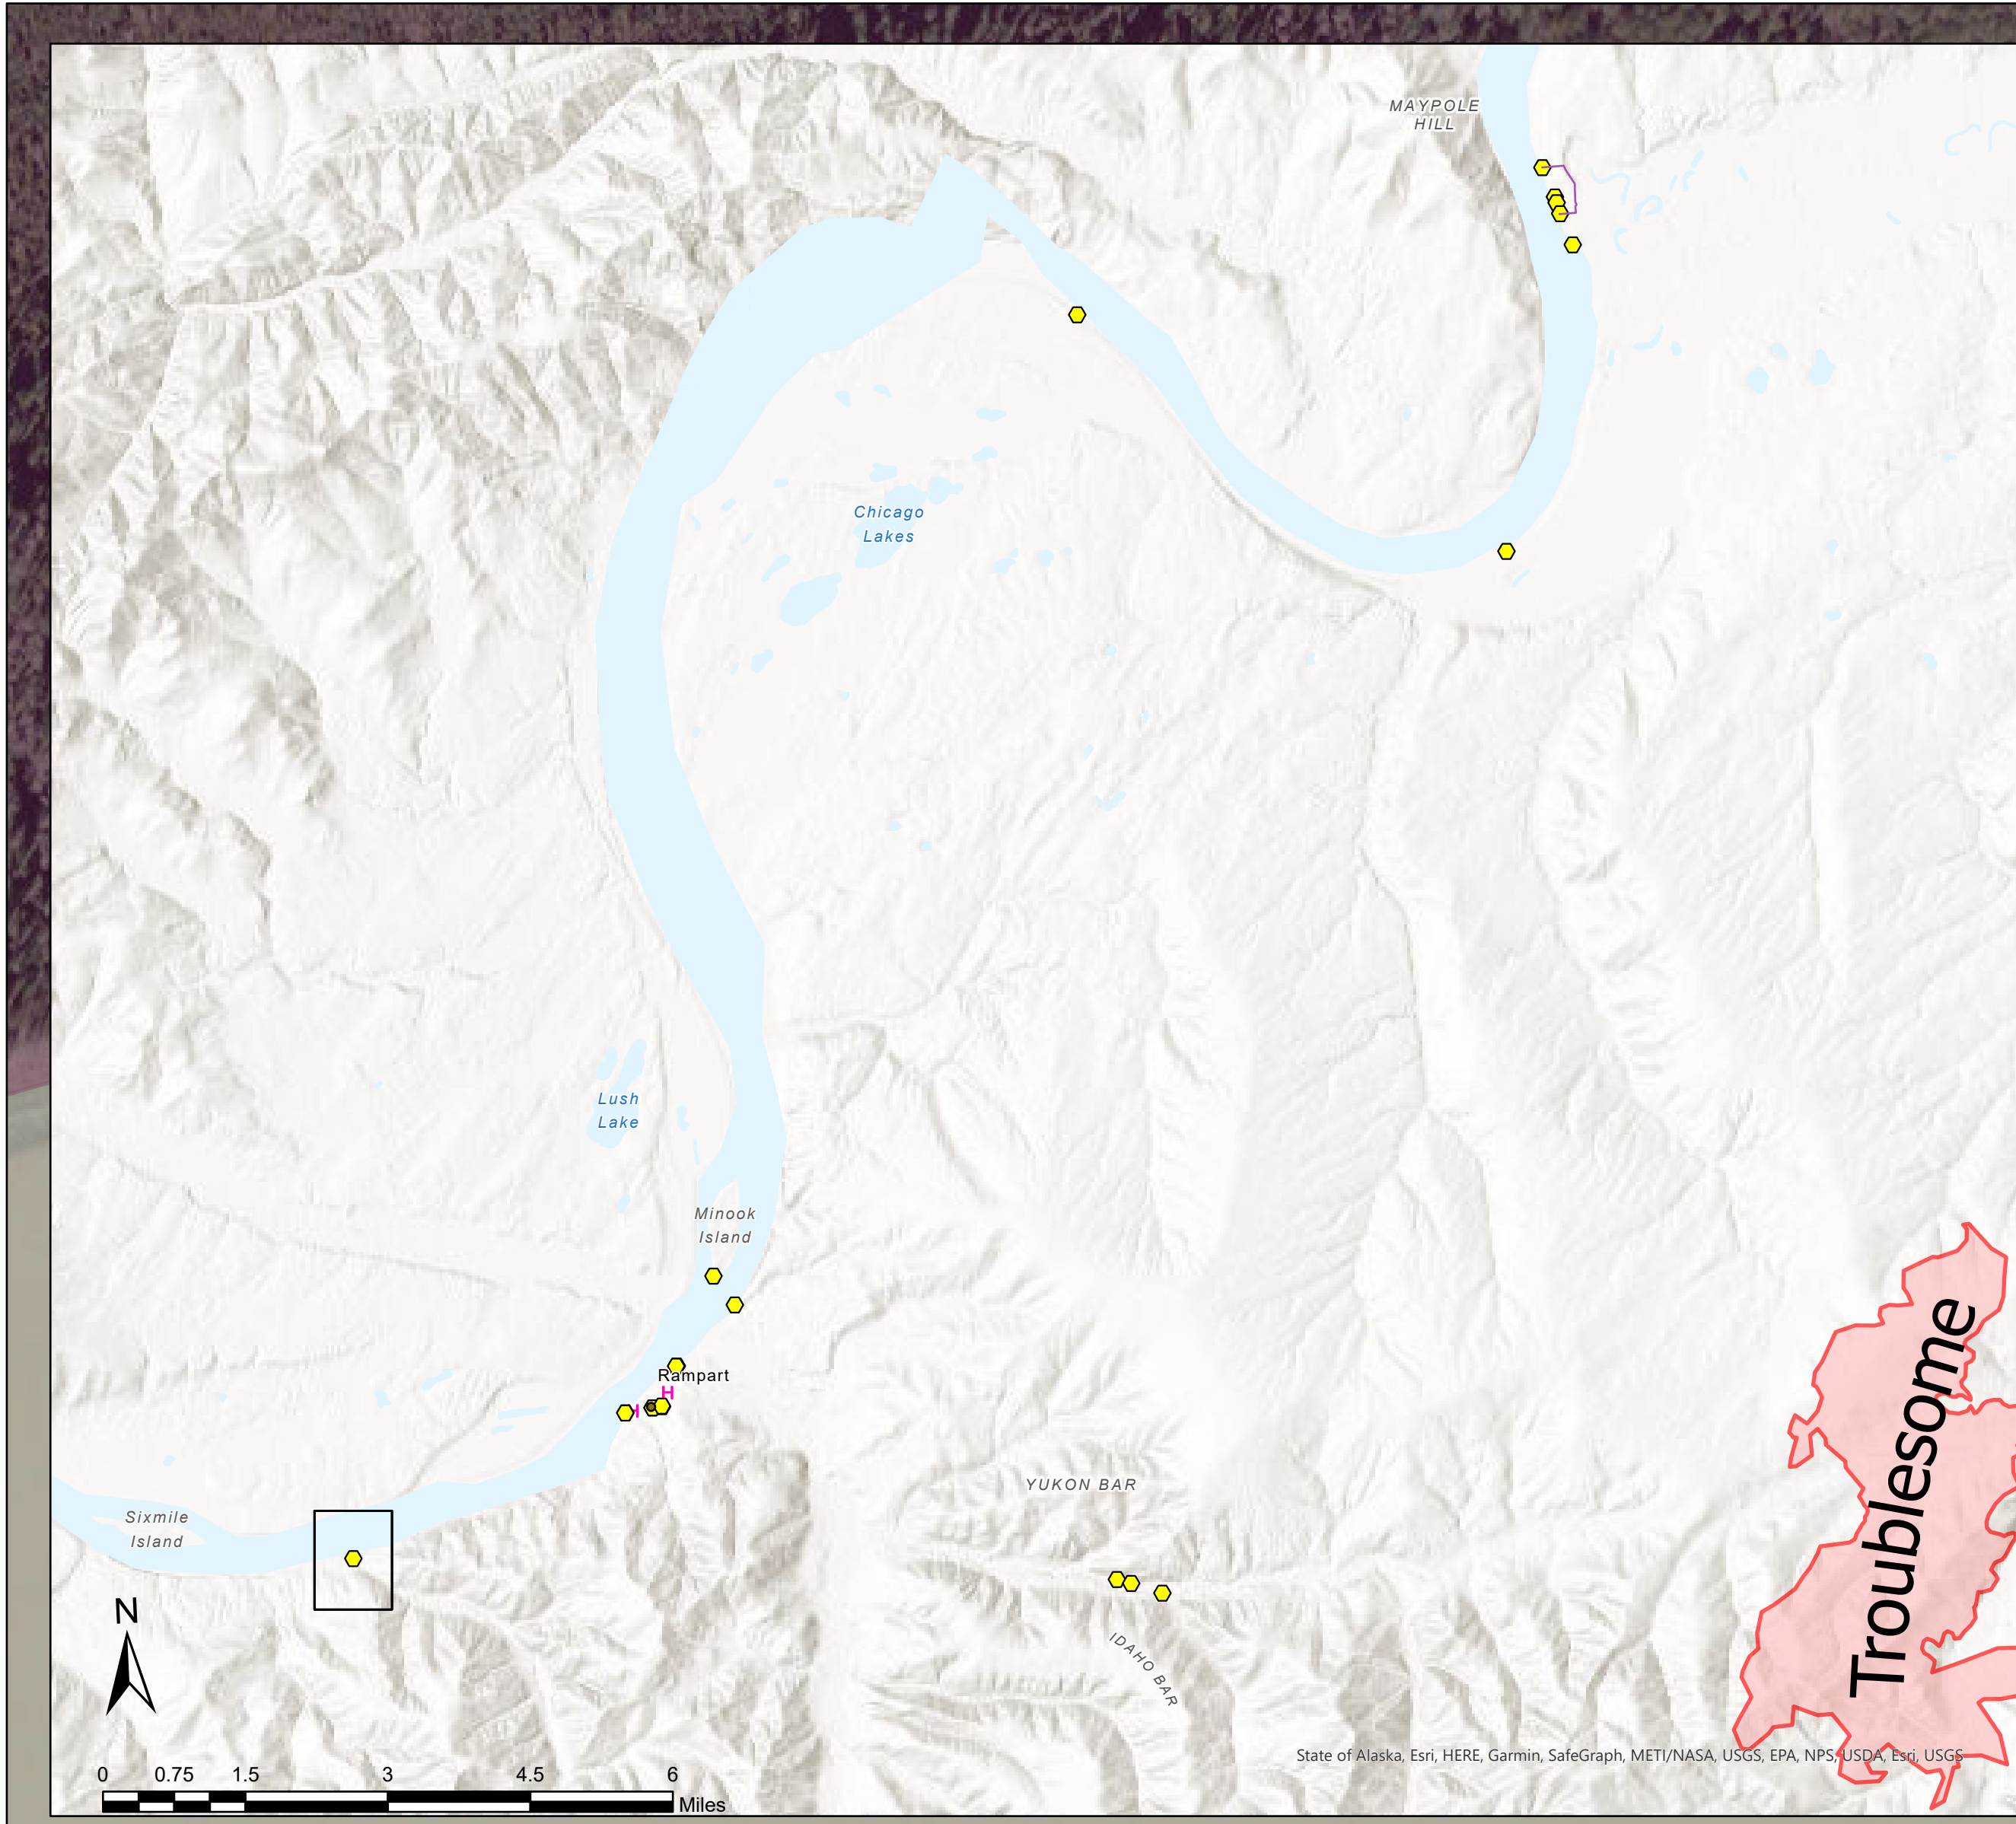 MAYPOLE
HILL
Chicago
Lakes
Lush
Lake
Minook
Island
Rampart
H
H
YUKON BAR
Sixmile
Island
IDAHO BAR
Troublesome
N
State of Alaska, Esri, HERE, Garmin, SafeGraph, METI/NASA, USGS, EPA, NPS, USDA, Esri, USGS
0 0.75 1.5 3 4.5 6
Miles